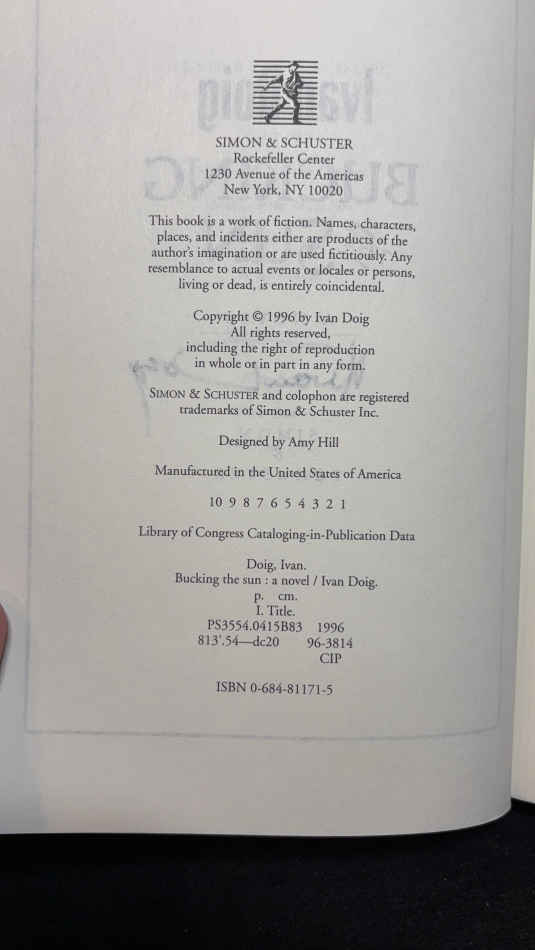 SIMON & SCHUSTER
Rockefeller Center
1230 Avenue of the Americas
New York, NY 10020
This book is a work of fiction. Names, characters,
places, and incidents either are products of the
author's imagination or are used fictitiously. Any
resemblance to actual events or locales or persons,
living or dead, is entirely coincidental.
Copyright © 1996 by Ivan Doig
All rights reserved,
including the right of reproduction
in whole or in part in any form.
SIMON & SCHUSTER and colophon are registered
trademarks of Simon & Schuster Inc.
Designed by Amy Hill
Manufactured in the United States of America
10 9 8 7 6 5 4 3 2 1
Library of Congress Cataloging-in-Publication Data
Doig, Ivan.
Bucking the sun : a novel / Ivan Doig.
p. cm.
I. Title.
PS3554.0415B83 1996
813'.54—dc20 96-3814
CIP
ISBN 0-684-81171-5